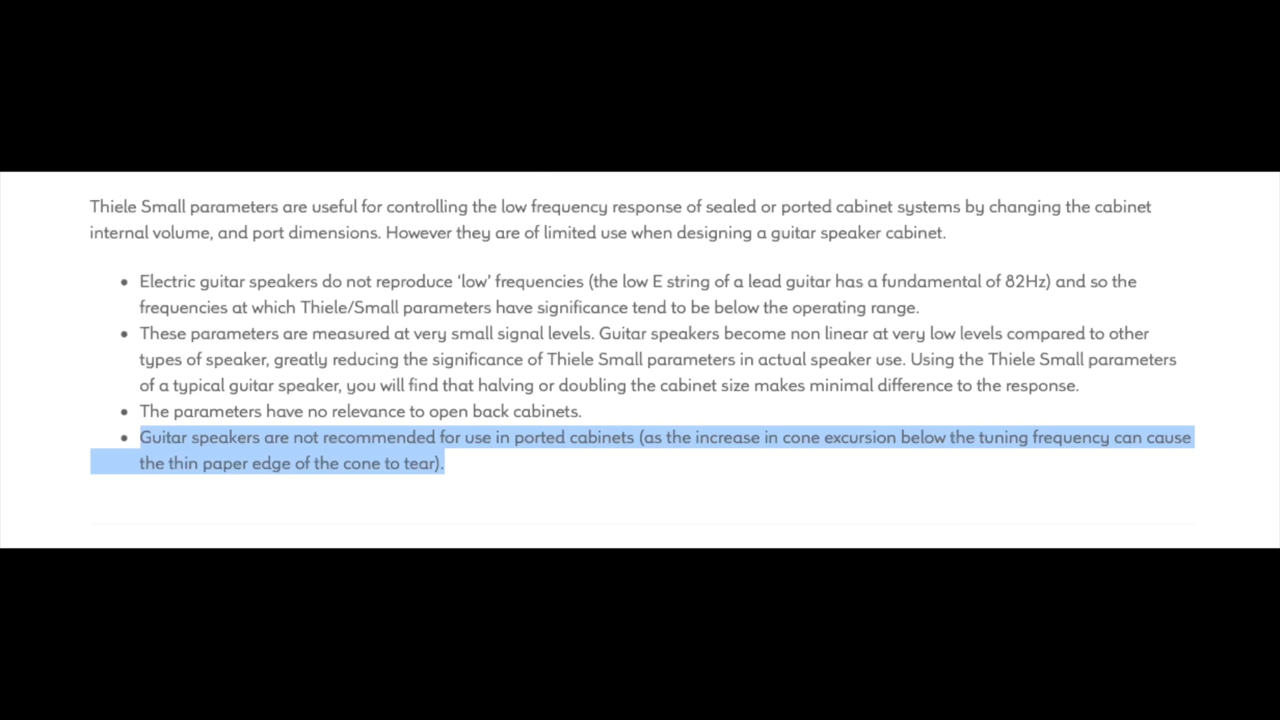 Thiele Small parameters are useful for controlling the low frequency response of sealed or ported cabinet systems by changing the cabinet
internal volume, and port dimensions. However they are of limited use when designing a guitar speaker cabinet.
• Electric guitar speakers do not reproduce ‘low’ frequencies (the low E string of a lead guitar has a fundamental of 82Hz) and so the
frequencies at which Thiele/Small parameters have significance tend to be below the operating range.
• These parameters are measured at very small signal levels. Guitar speakers become non linear at very low levels compared to other
types of speaker, greatly reducing the significance of Thiele Small parameters in actual speaker use. Using the Thiele Small parameters
of a typical guitar speaker, you will find that halving or doubling the cabinet size makes minimal difference to the response.
• The parameters have no relevance to open back cabinets.
• Guitar speakers are not recommended for use in ported cabinets (as the increase in cone excursion below the tuning frequency can cause
the thin paper edge of the cone to tear).